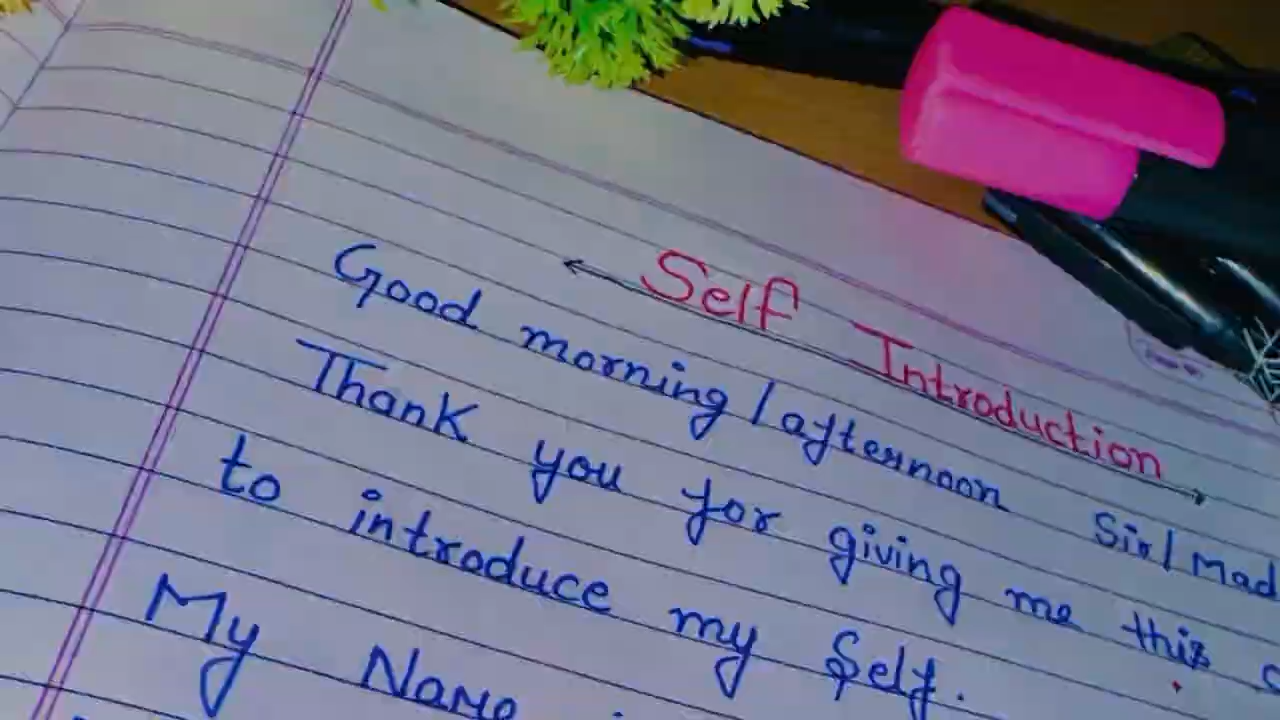 Self Introduction
Good morning / afternoon Sir / Mad
Thank you for giving me this
to introduce my Self.
My Name